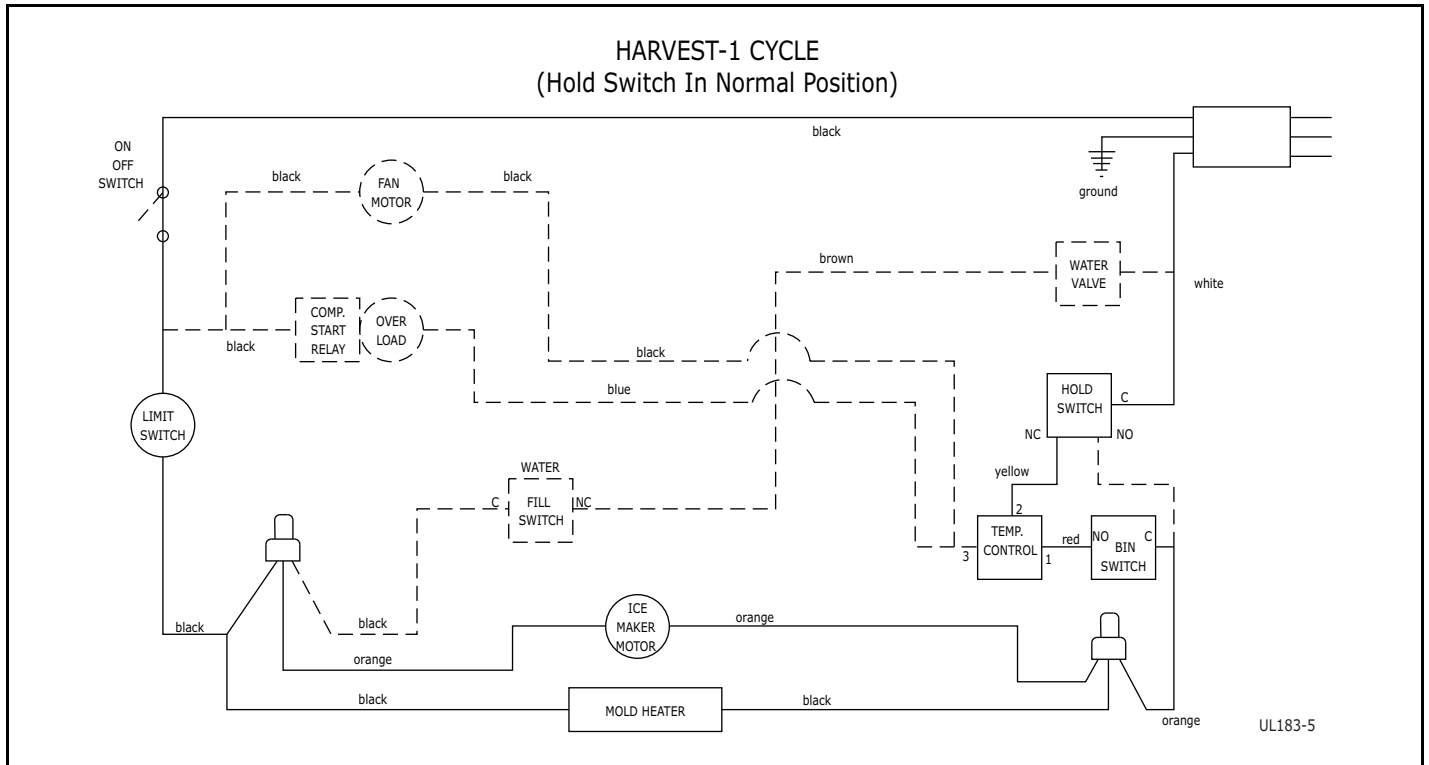 HARVEST-1 CYCLE
(Hold Switch In Normal Position)
black
ON
OFF
SWITCH
ground
black
FAN
MOTOR
black
brown
WATER
VALVE
white
COMP.
START
RELAY
OVER
LOAD
black
black
blue
HOLD
SWITCH
C
NC
NO
LIMIT
SWITCH
WATER
C
FILL
SWITCH
NC
yellow
2
TEMP.
CONTROL
3
1
red
NO
C
BIN
SWITCH
black
black
ICE
MAKER
MOTOR
orange
orange
black
MOLD HEATER
black
orange
UL183-5